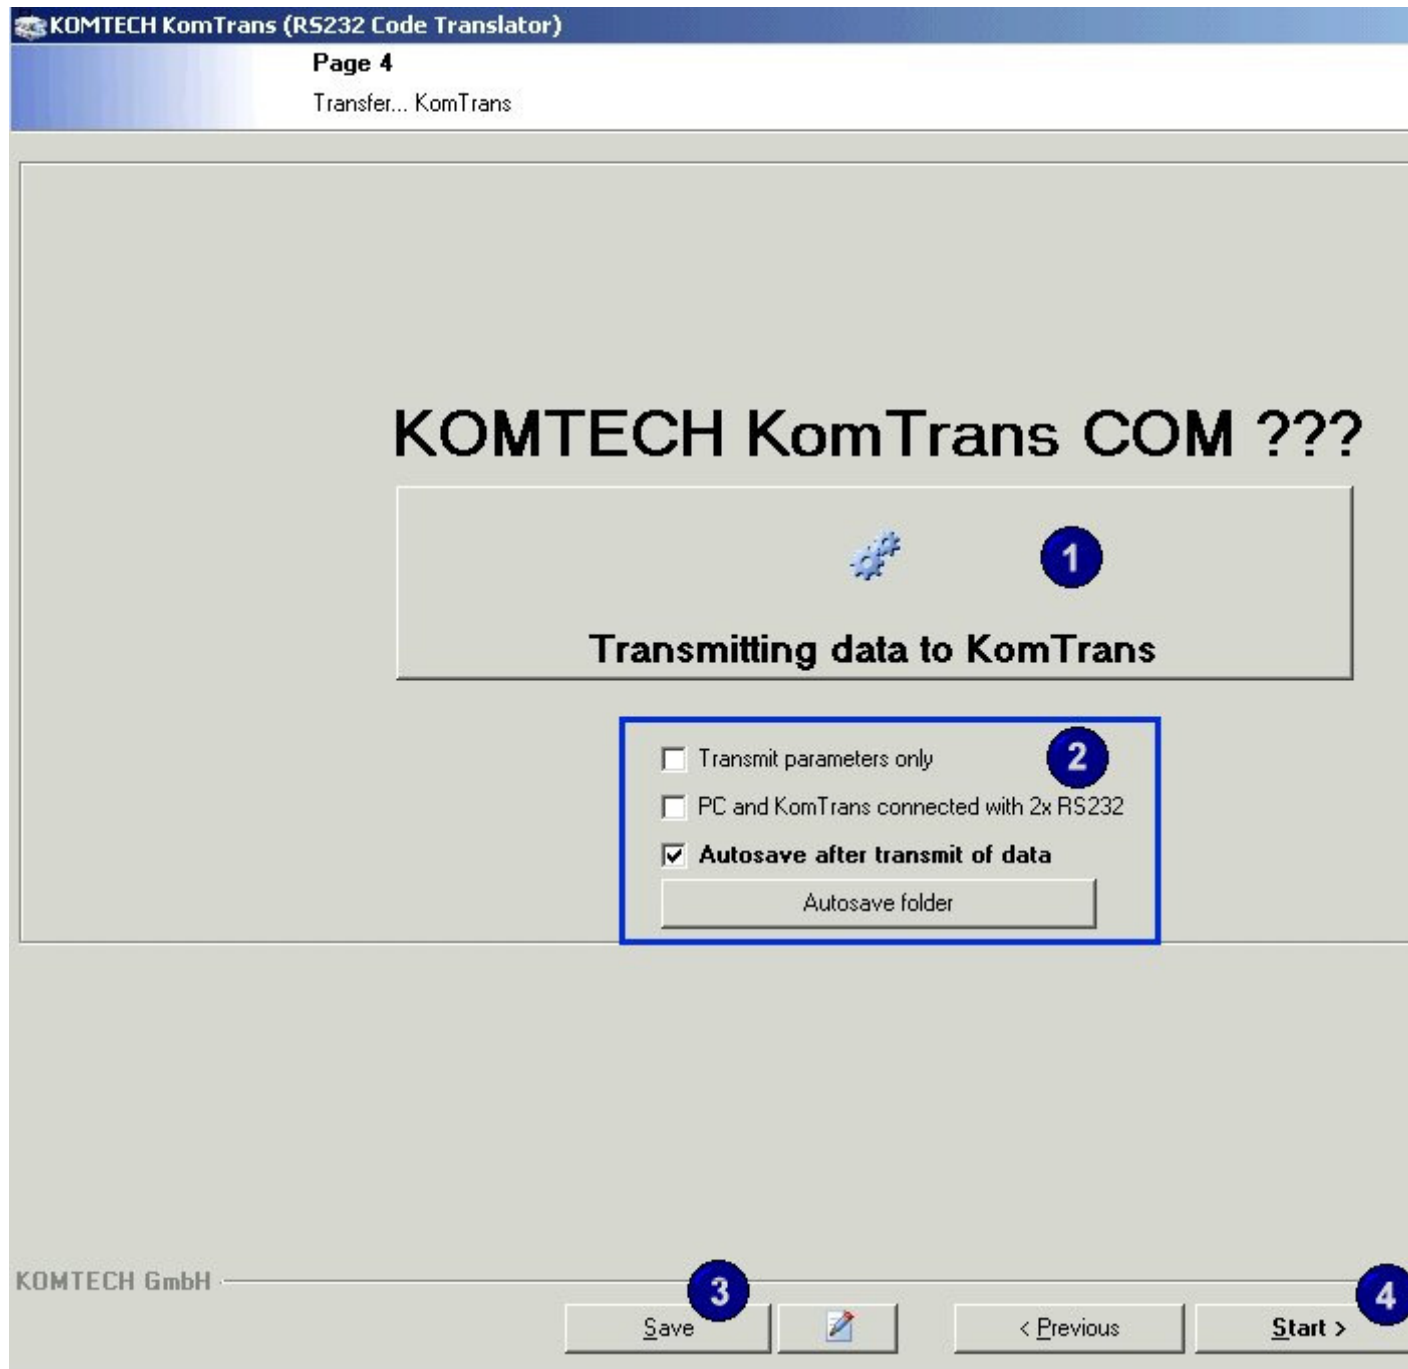 KOMTECH KomTrans (RS232 Code Translator)
Page 4
Transfer... KomTrans
KOMTECH KomTrans COM ???
1
Transmitting data to KomTrans
2
Transmit parameters only
PC and KomTrans connected with 2x RS232
Autosave after transmit of data
Autosave folder
KOMTECH GmbH
3
4
Save
< Previous
Start >